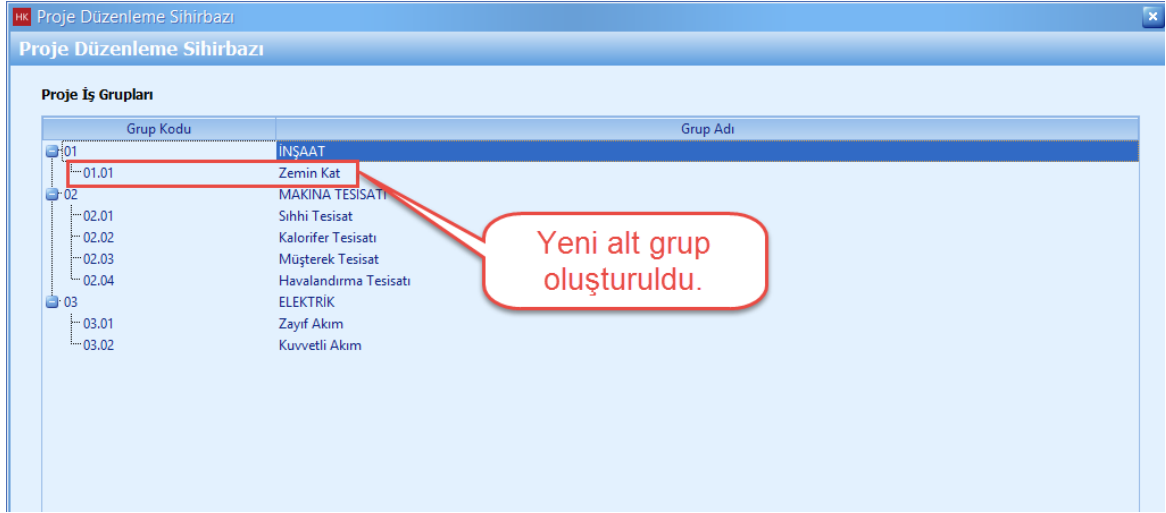 HK Proje Düzenleme Sihirbazı
Proje Düzenleme Sihirbazı
Proje İş Grupları
Grup Kodu Grup Adı
01 İNŞAAT
01.01 Zemin Kat
02 MAKINA TESİSATI
02.01 Sıhhi Tesisat
02.02 Kalorifer Tesisatı
02.03 Müşterek Tesisat
02.04 Havalandırma Tesisatı
03 ELEKTRİK
03.01 Zayıf Akım
03.02 Kuvvetli Akım
Yeni alt grup
oluşturuldu.